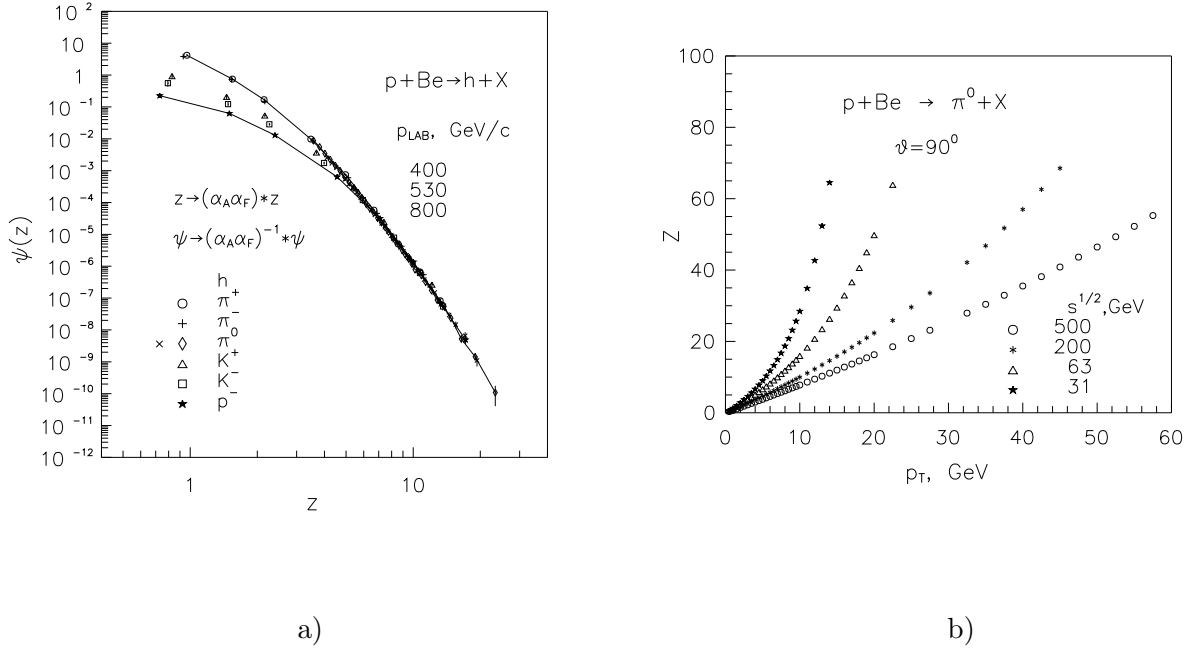 10 ²
10
1
10 ⁻¹
10 ⁻²
10 ⁻³
10 ⁻⁴
10 ⁻⁵
10 ⁻⁶
10 ⁻⁷
10 ⁻⁸
10 ⁻⁹
10 ⁻¹⁰
10 ⁻¹¹
10 ⁻¹²
ψ(z)
p+Be→h+X
p_LAB, GeV/c
400
530
800
z→(α_Aα_F)*z
ψ→(α_Aα_F)⁻¹*ψ
h
π⁺
π⁻
π⁰
K⁺
K⁻
p⁻
1 10
z
a)
100
80
60
40
20
0
z
p+Be → π⁰+X
ϑ=90⁰
s^1/2,GeV
500
200
63
31
0 10 20 30 40 50 60
p_T, GeV
b)